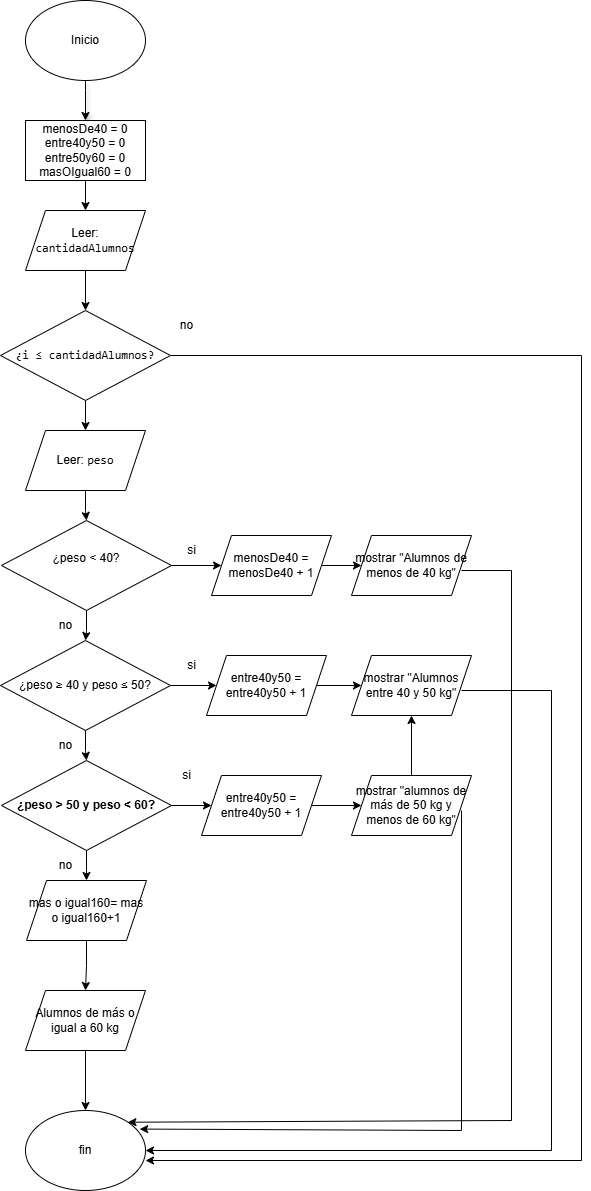 Inicio
menosDe40 = 0
entre40y50 = 0
entre50y60 = 0
masOIgual60 = 0
Leer:
cantidadAlumnos
no
¿i ≤ cantidadAlumnos?
Leer: peso
¿peso < 40?
si
menosDe40 =
menosDe40 + 1
mostrar "Alumnos de
menos de 40 kg"
no
¿peso ≥ 40 y peso ≤ 50?
si
entre40y50 =
entre40y50 + 1
mostrar "Alumnos
entre 40 y 50 kg"
no
¿peso > 50 y peso < 60?
si
entre40y50 =
entre40y50 + 1
mostrar "alumnos de
más de 50 kg y
menos de 60 kg"
no
mas o igual160= mas
o igual160+1
Alumnos de más o
igual a 60 kg
fin